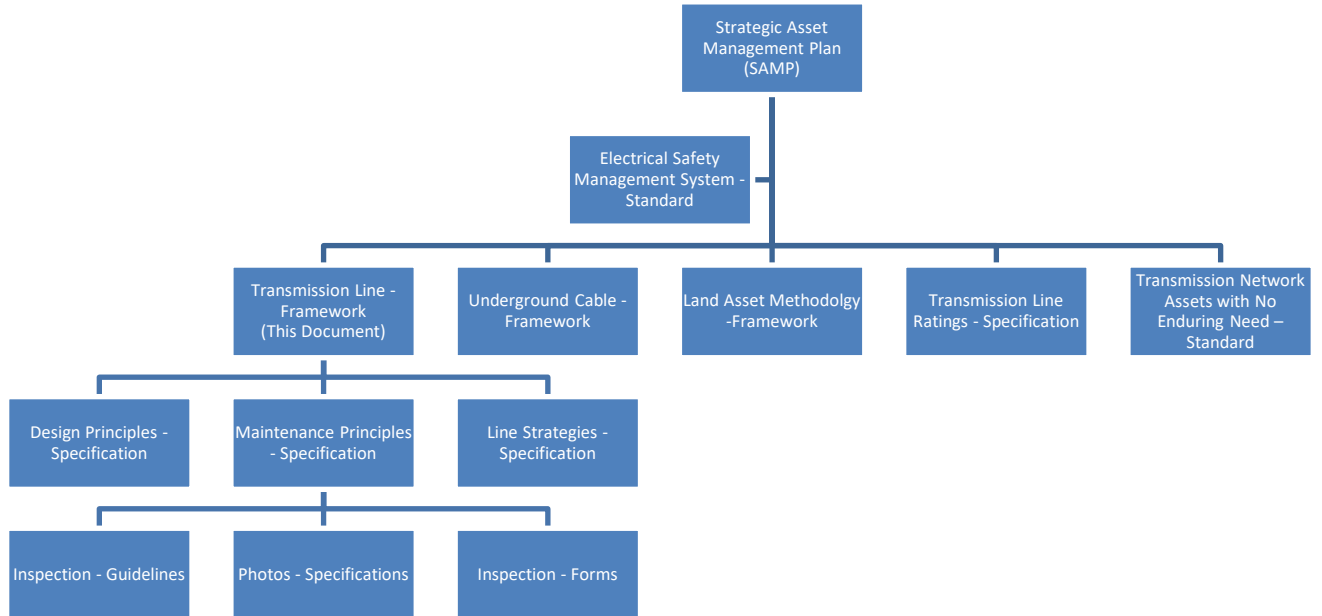 Strategic Asset
Management Plan
(SAMP)
Electrical Safety
Management System -
Standard
Transmission Line -
Framework
(This Document)
Underground Cable -
Framework
Land Asset Methodolgy
-Framework
Transmission Line
Ratings - Specification
Transmission Network
Assets with No
Enduring Need –
Standard
Design Principles -
Specification
Maintenance Principles
- Specification
Line Strategies -
Specification
Inspection - Guidelines
Photos - Specifications
Inspection - Forms